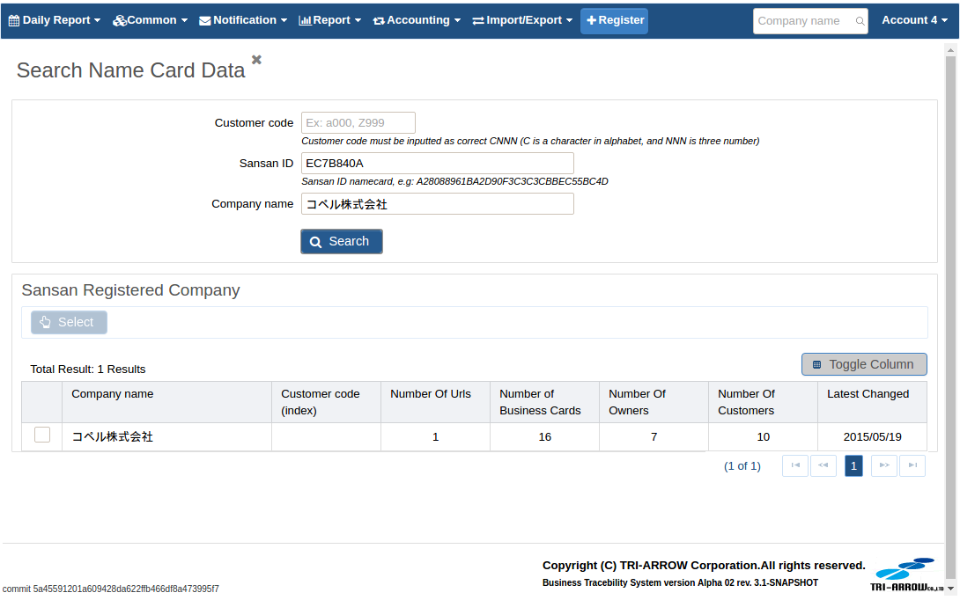 Daily Report Common Notification Report Accounting Import/Export Register Company name Account 4
Search Name Card Data
Customer code Ex: a000, Z999
Customer code must be inputted as correct CNNN (C is a character in alphabet, and NNN is three number)
Sansan ID EC7B840A
Sansan ID namecard, e.g: A28088961BA2D90F3C3C3CBBEC55BC4D
Company name コペル株式会社
Search
Sansan Registered Company
Select
Total Result: 1 Results Toggle Column
Company name Customer code (index) Number Of Urls Number of Business Cards Number Of Owners Number Of Customers Latest Changed
コペル株式会社 1 16 7 10 2015/05/19
(1 of 1) 1
Copyright (C) TRI-ARROW Corporation.All rights reserved.
Business Tracebility System version Alpha 02 rev. 3.1-SNAPSHOT
TRI-ARROW
commit 5a45591201a609428da622ffb466df8a473995f7